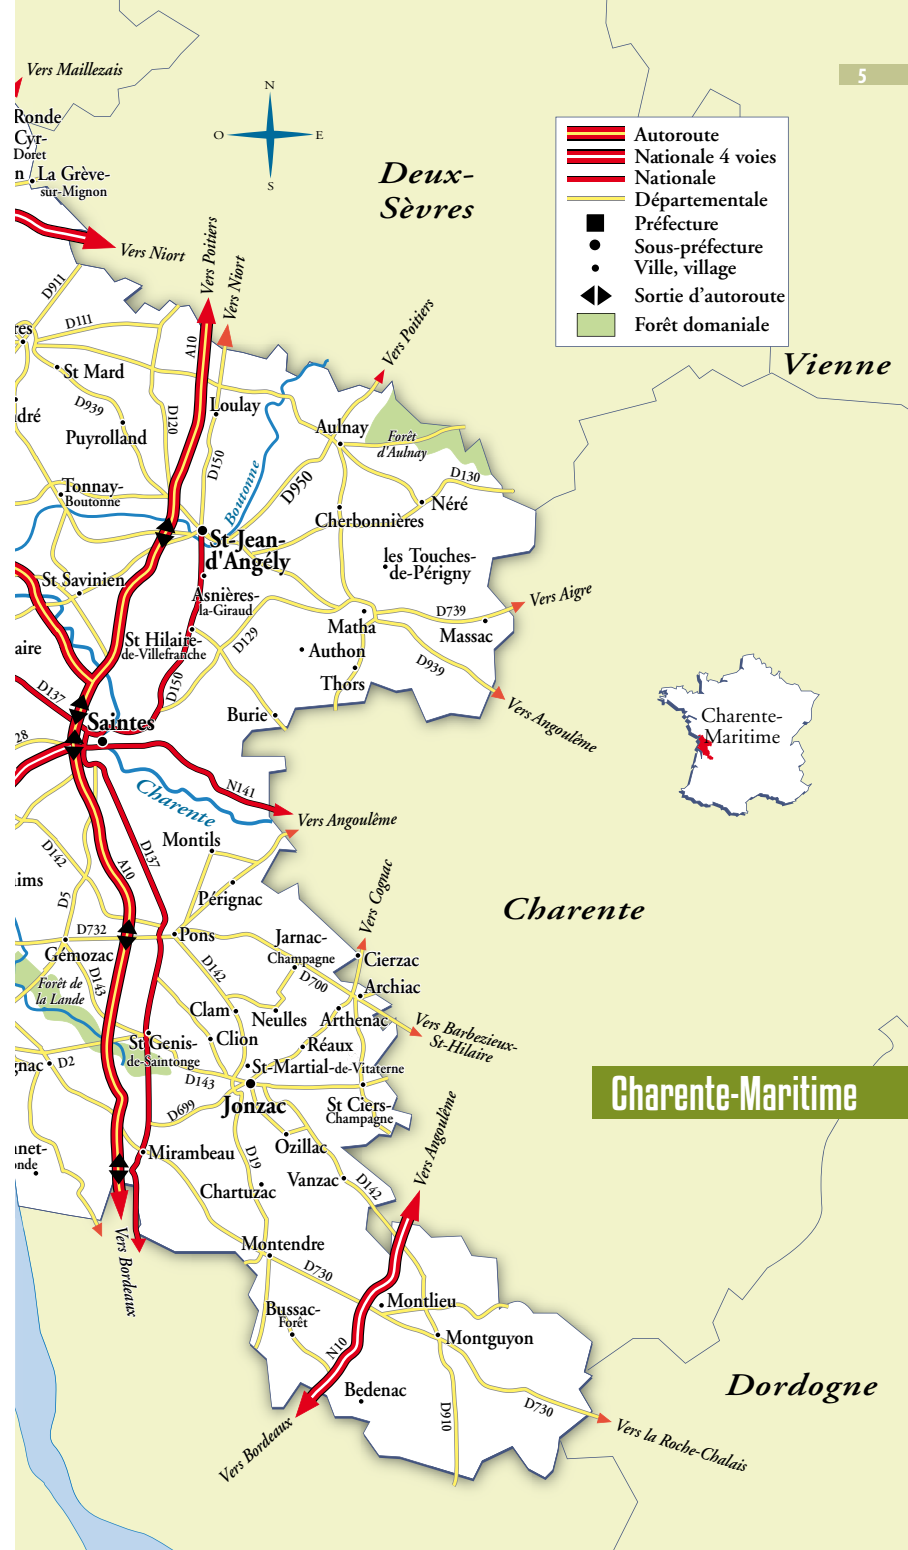 Vers Maillezais
5
N
O
E
S
Ronde
Cyr-
Doret
n
La Grève-
sur-Mignon
Deux-
Sèvres
Autoroute
Nationale 4 voies
Nationale
Départementale
Préfecture
Sous-préfecture
Ville, village
Sortie d'autoroute
Forêt domaniale
Vers Niort
Vers Poitiers
Vers Niort
Vers Poitiers
D911
D111
A10
res
St Mard
Vienne
D939
D120
Loulay
dré
Puyrolland
Aulnay
Forêt
d'Aulnay
D150
Boutonne
D950
D130
Tonnay-
Boutonne
Néré
Cherbonnières
St-Jean-
d'Angély
les Touches-
de-Périgny
St Savinien
Asnières-
la-Giraud
Vers Aigre
D739
Matha
Massac
aire
St Hilaire-
de-Villefranche
D129
Authon
D939
Thors
D137
D150
Burie
Saintes
Vers Angoulême
Charente-
Maritime
28
Charente
N141
Vers Angoulême
Montils
D142
A10
D137
aims
D5
Pérignac
Vers Cognac
Charente
D732
Pons
Jarnac-
Champagne
Cierzac
Gémozac
D143
D142
D700
Archiac
Forêt de
la Lande
Clam
Neulles
Arthenac
Vers Barbezieux-
St-Hilaire
St Genis-
de-Saintonge
Clion
Réaux
gnac
D2
St-Martial-de-Vitaterne
D143
Jonzac
St Ciers-
Champagne
Charente-Maritime
D699
Vers Angoulême
Ozillac
nnet-
onde
Mirambeau
D19
Vanzac
D142
Chartuzac
Vers Bordeaux
Montendre
D730
Montlieu
Bussac-
Forêt
Montguyon
N10
Bedenac
Dordogne
D910
D730
Vers Bordeaux
Vers la Roche-Chalais